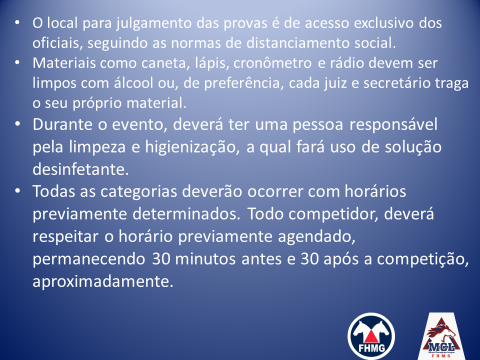 • O local para julgamento das provas é de acesso exclusivo dos
oficiais, seguindo as normas de distanciamento social.
• Materiais como caneta, lápis, cronômetro e rádio devem ser
limpos com álcool ou, de preferência, cada juiz e secretário traga
o seu próprio material.
• Durante o evento, deverá ter uma pessoa responsável
pela limpeza e higienização, a qual fará uso de solução
desinfetante.
• Todas as categorias deverão ocorrer com horários
previamente determinados. Todo competidor, deverá
respeitar o horário previamente agendado,
permanecendo 30 minutos antes e 30 após a competição,
aproximadamente.
FHMG
MCL
FHMG